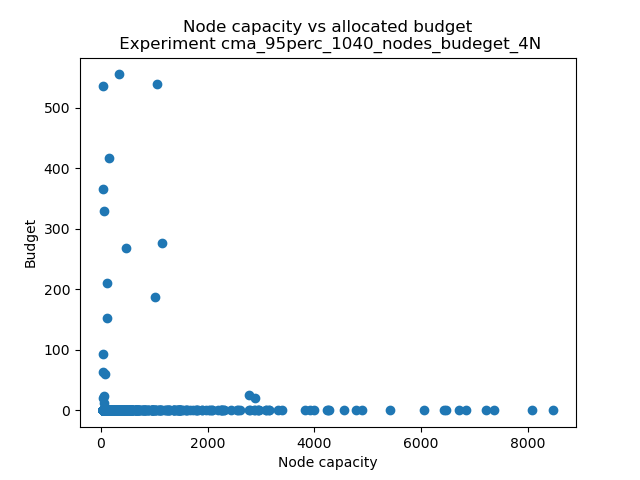 Node capacity vs allocated budget
Experiment cma_95perc_1040_nodes_budeget_4N
500
400
300
200
100
0
Budget
0 2000 4000 6000 8000
Node capacity